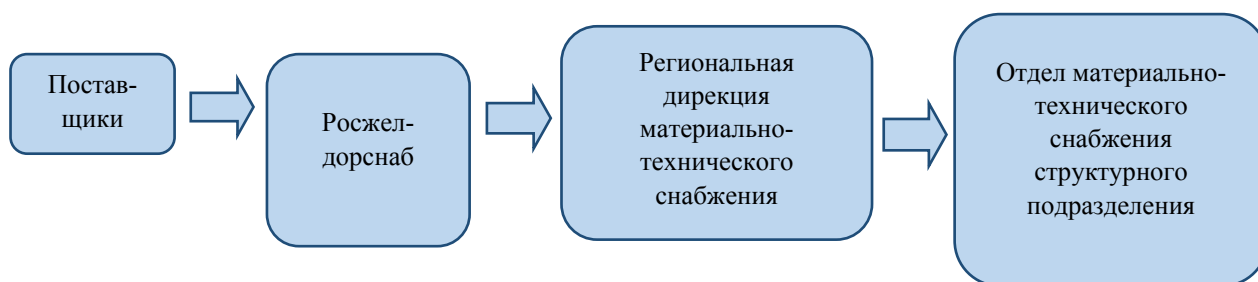 Постав-
щики
Росжел-
дорснаб
Региональная
дирекция
материально-
технического
снабжения
Отдел материально-
технического
снабжения
структурного
подразделения